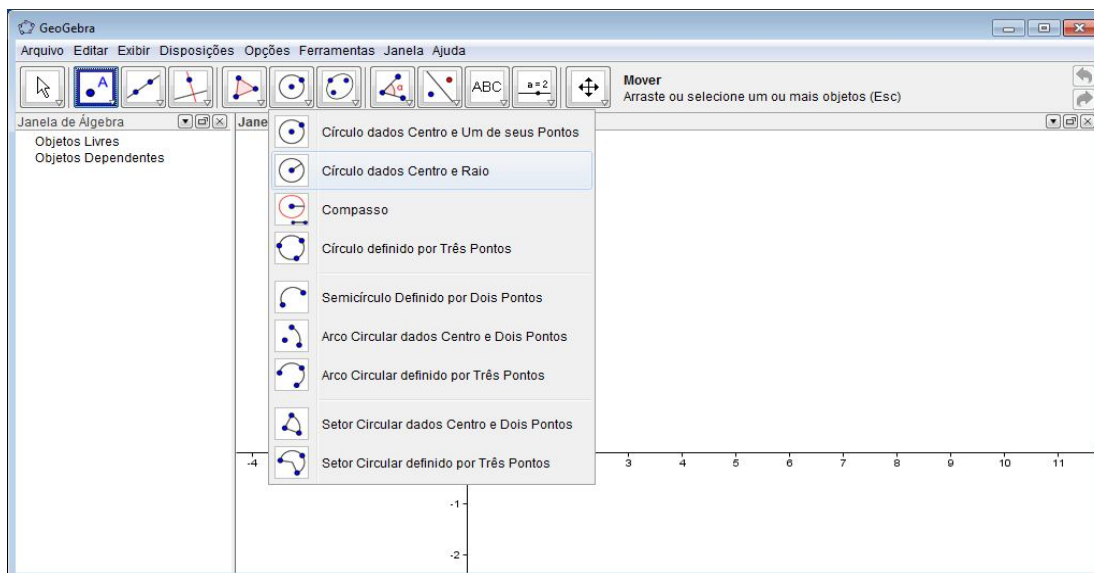 GeoGebra
Arquivo Editar Exibir Disposições Opções Ferramentas Janela Ajuda
A
α
ABC
a=2
Mover
Arraste ou selecione um ou mais objetos (Esc)
Janela de Álgebra
Objetos Livres
Objetos Dependentes
Jane
Círculo dados Centro e Um de seus Pontos
Círculo dados Centro e Raio
Compasso
Círculo definido por Três Pontos
Semicírculo Definido por Dois Pontos
Arco Circular dados Centro e Dois Pontos
Arco Circular definido por Três Pontos
Setor Circular dados Centro e Dois Pontos
Setor Circular definido por Três Pontos
-4 3 4 5 6 7 8 9 10 11
-1
-2